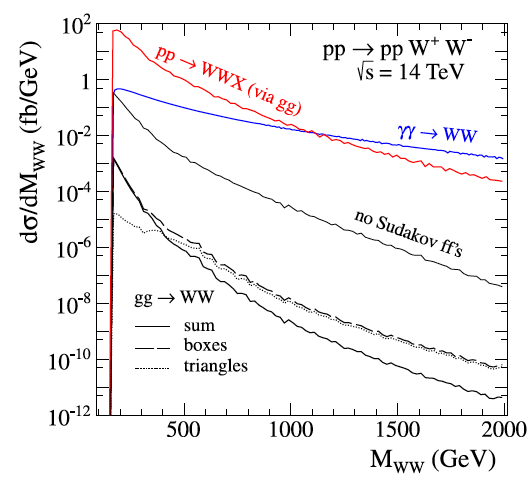 pp → pp W⁺ W⁻
√s = 14 TeV
pp → WWX (via gg)
γγ → WW
no Sudakov ff's
gg → WW
sum
boxes
triangles
dσ/dM_WW (fb/GeV)
10²
1
10⁻²
10⁻⁴
10⁻⁶
10⁻⁸
10⁻¹⁰
10⁻¹²
500 1000 1500 2000
M_WW (GeV)